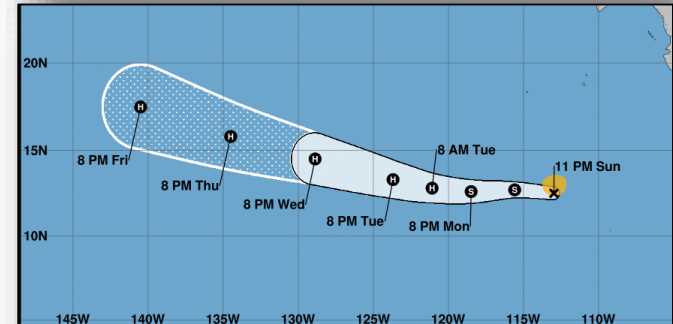 20N
15N
10N
8 PM Fri
H
8 PM Thu
H
8 PM Wed
H
8 PM Tue
H
8 AM Tue
H
8 PM Mon
S
S
11 PM Sun
145W 140W 135W 130W 125W 120W 115W 110W